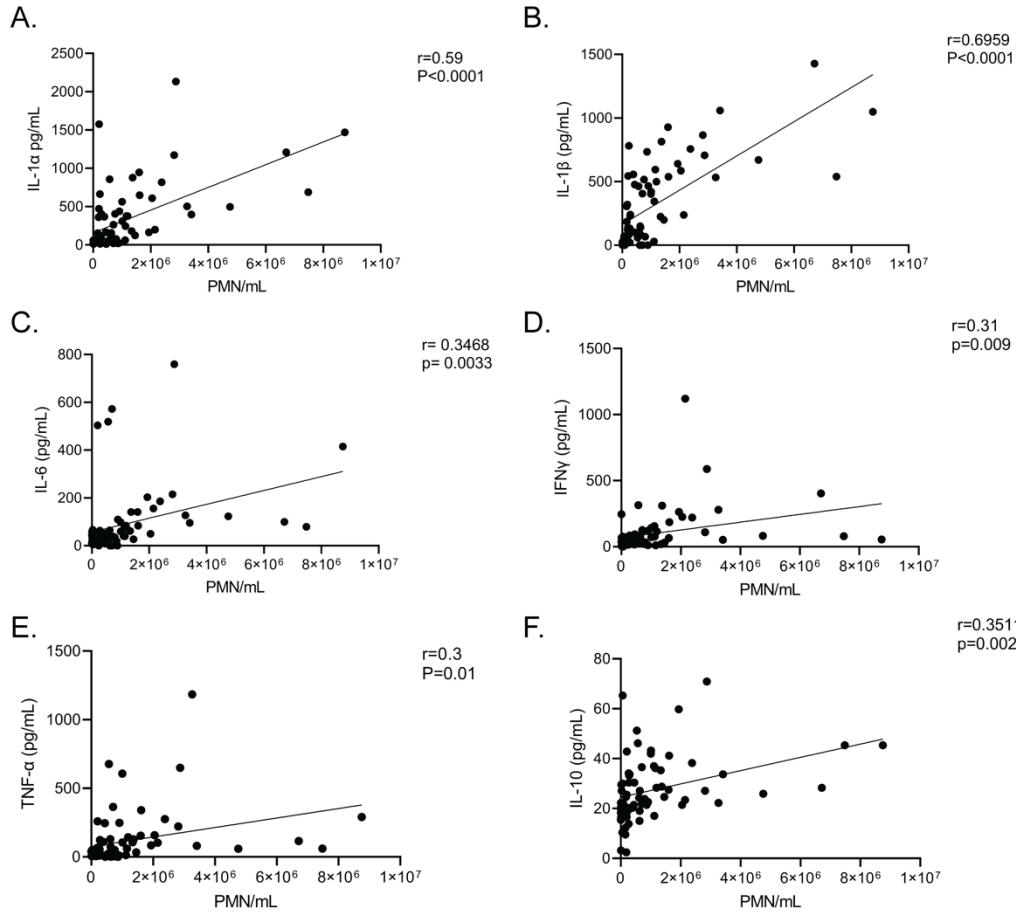 A.
r=0.59
P<0.0001
2500
2000
1500
1000
500
0
IL-1α pg/mL
0 2×10⁶ 4×10⁶ 6×10⁶ 8×10⁶ 1×10⁷
PMN/mL
B.
r=0.6959
P<0.0001
1500
1000
500
0
IL-1β (pg/mL)
0 2×10⁶ 4×10⁶ 6×10⁶ 8×10⁶ 1×10⁷
PMN/mL
C.
r= 0.3468
p= 0.0033
800
600
400
200
0
IL-6 (pg/mL)
0 2×10⁶ 4×10⁶ 6×10⁶ 8×10⁶ 1×10⁷
PMN/mL
D.
r=0.31
p=0.009
1500
1000
500
0
IFNγ (pg/mL)
0 2×10⁶ 4×10⁶ 6×10⁶ 8×10⁶ 1×10⁷
PMN/mL
E.
r=0.3
P=0.01
1500
1000
500
0
TNF-α (pg/mL)
0 2×10⁶ 4×10⁶ 6×10⁶ 8×10⁶ 1×10⁷
PMN/mL
F.
r=0.3511
p=0.002
80
60
40
20
0
IL-10 (pg/mL)
0 2×10⁶ 4×10⁶ 6×10⁶ 8×10⁶ 1×10⁷
PMN/mL